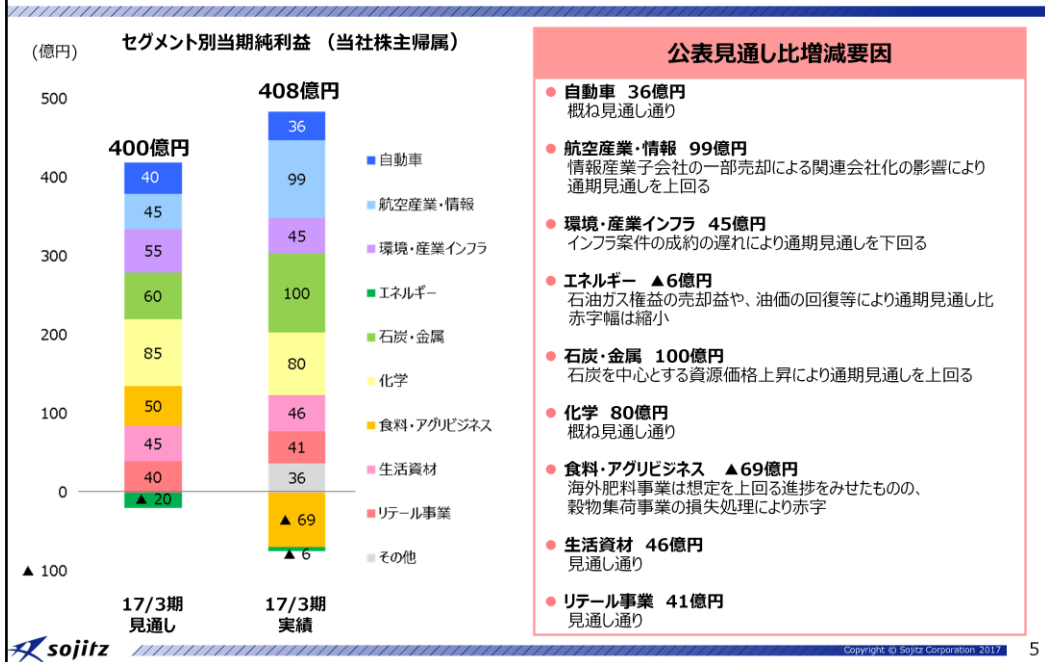 セグメント別当期純利益 （当社株主帰属）
(億円)
500
400
300
200
100
0
▲ 100
400億円
40
45
55
60
85
50
45
40
▲ 20
17/3期
見通し
408億円
36
99
45
100
80
46
41
36
▲ 69
▲ 6
17/3期
実績
自動車
航空産業・情報
環境・産業インフラ
エネルギー
石炭・金属
化学
食料・アグリビジネス
生活資材
リテール事業
その他
公表見通し比増減要因
● 自動車 36億円
概ね見通し通り
● 航空産業・情報 99億円
情報産業子会社の一部売却による関連会社化の影響により
通期見通しを上回る
● 環境・産業インフラ 45億円
インフラ案件の成約の遅れにより通期見通しを下回る
● エネルギー ▲6億円
石油ガス権益の売却益や、油価の回復等により通期見通し比
赤字幅は縮小
● 石炭・金属 100億円
石炭を中心とする資源価格上昇により通期見通しを上回る
● 化学 80億円
概ね見通し通り
● 食料・アグリビジネス ▲69億円
海外肥料事業は想定を上回る進捗をみせたものの、
穀物集荷事業の損失処理により赤字
● 生活資材 46億円
見通し通り
● リテール事業 41億円
見通し通り
sojitz
Copyright © Sojitz Corporation 2017
5